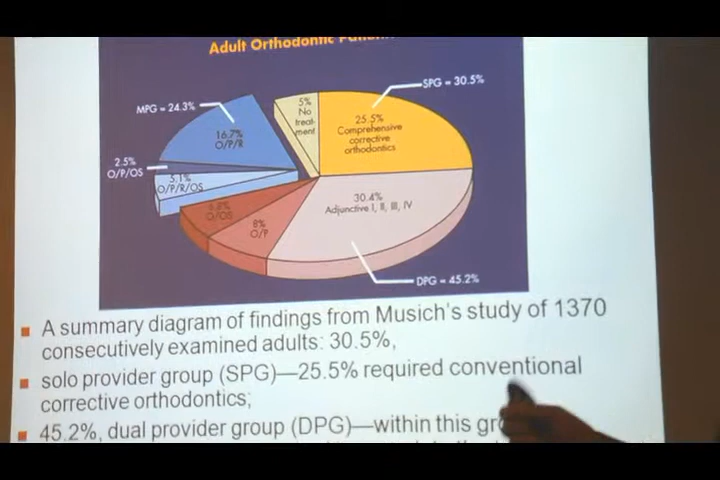 Adult Orthodontic
SPG = 30.5%
MPG = 24.3%
5%
No
treat-
ment
25.5%
Comprehensive
corrective
orthodontics
16.7%
O/P/R
2.5%
O/P/OS
5.1%
O/P/R/OS
O/OS
8%
O/P
30.4%
Adjunctive I, II, III, IV
DPG = 45.2%
A summary diagram of findings from Musich's study of 1370
consecutively examined adults: 30.5%,
solo provider group (SPG)—25.5% required conventional
corrective orthodontics;
45.2%, dual provider group (DPG)—within this